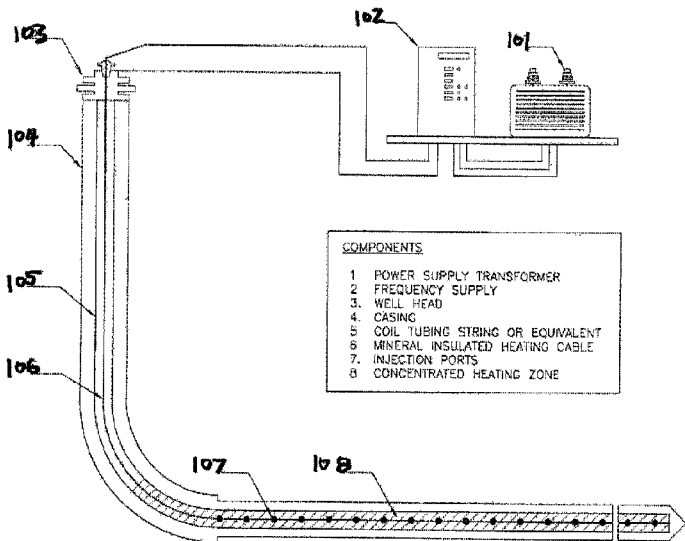 102
101
103
104
COMPONENTS
1 POWER SUPPLY TRANSFORMER
2 FREQUENCY SUPPLY
3. WELL HEAD
4. CASING
5 COIL TUBING STRING OR EQUIVALENT
6 MINERAL INSULATED HEATING CABLE
7. INJECTION PORTS
8 CONCENTRATED HEATING ZONE
105
106
107
108